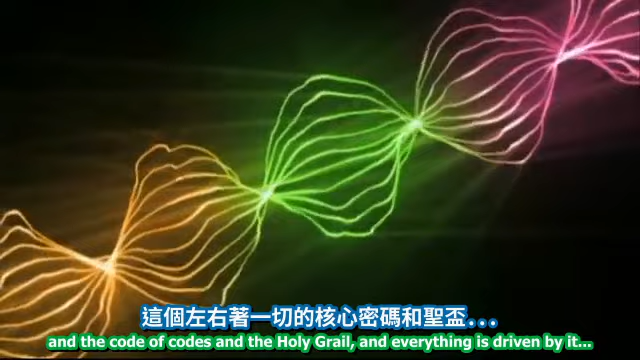 這個左右著一切的核心密碼和聖盃...
and the code of codes and the Holy Grail, and everything is driven by it...